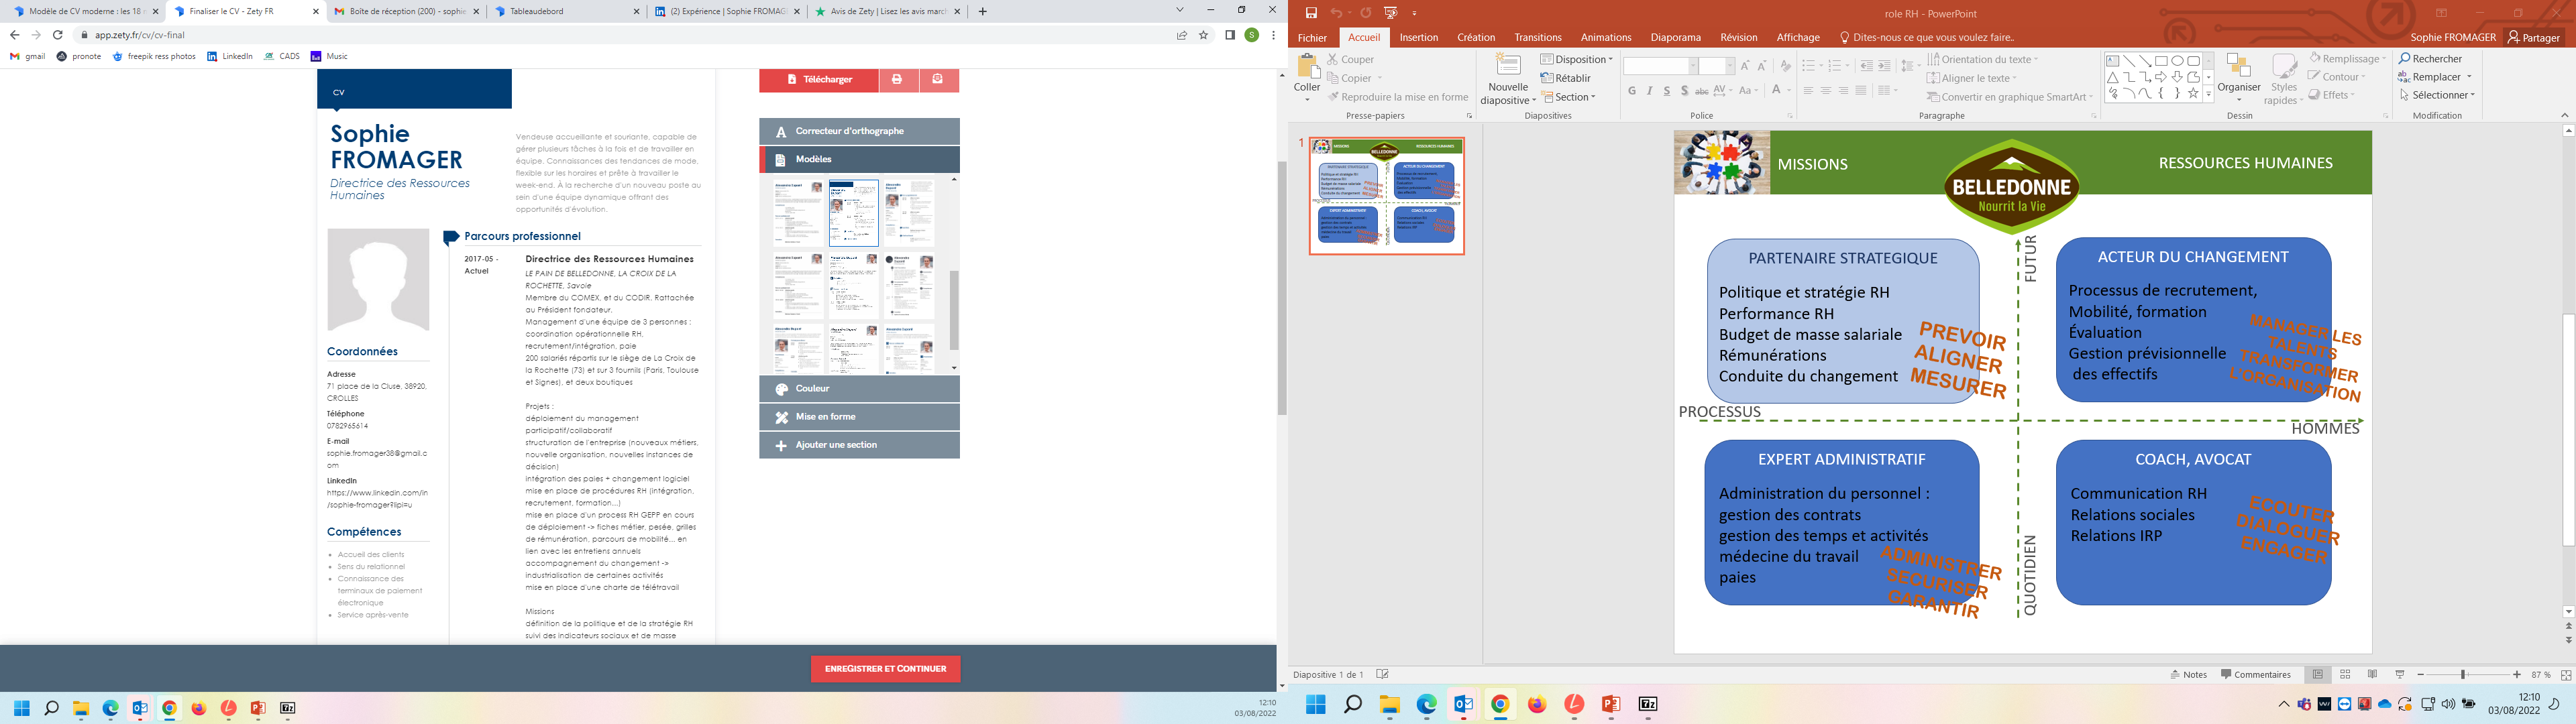 Modèle de CV moderne : les 18
Finaliser le CV - Zety FR
Boîte de réception (200) - sophie
Tableaudebord
(2) Expérience | Sophie FROMAG
Avis de Zety | Lisez les avis march
app.zety.fr/cv/cv-final
S
gmail
pronote
freepik ress photos
LinkedIn
CADS
Music
CV
Sophie
FROMAGER
Directrice des Ressources
Humaines
Vendeuse accueillante et souriante, capable de
gérer plusieurs tâches à la fois et de travailler en
équipe. Connaissances des tendances de mode,
flexible sur les horaires et prête à travailler le
week-end. À la recherche d'un nouveau poste au
sein d'une équipe dynamique offrant des
opportunités d'évolution.
Coordonnées
Adresse
71 place de la Cluse, 38920,
CROLLES
Téléphone
0782965614
E-mail
sophie.fromager38@gmail.c
om
LinkedIn
https://www.linkedin.com/in
/sophie-fromager?lipi=u
Compétences
Accueil des clients
Sens du relationnel
Connaissance des
terminaux de paiement
électronique
Service après-vente
Parcours professionnel
2017-05 -
Actuel
Directrice des Ressources Humaines
LE PAIN DE BELLEDONNE, LA CROIX DE LA
ROCHETTE, Savoie
Membre du COMEX, et du CODIR. Rattachée
au Président fondateur.
Management d'une équipe de 3 personnes :
coordination opérationnelle RH,
recrutement/intégration, paie
200 salariés répartis sur le siège de La Croix de
la Rochette (73) et sur 3 fournils (Paris, Toulouse
et Signes), et deux boutiques
Projets :
déploiement du management
participatif/collaboratif
structuration de l'entreprise (nouveaux métiers,
nouvelle organisation, nouvelles instances de
décision)
intégration des paies + changement logiciel
mise en place de procédures RH (intégration,
recrutement, formation...)
mise en place d'un process RH GEPP en cours
de déploiement -> fiches métier, pesée, grilles
de rémunération, parcours de mobilité... en
lien avec les entretiens annuels
accompagnement du changement ->
industrialisation de certaines activités
mise en place d'une charte de télétravail
Missions
définition de la politique et de la stratégie RH
suivi des indicateurs sociaux et de masse
Télécharger
Correcteur d'orthographe
Modèles
Couleur
Mise en forme
Ajouter une section
ENREGISTRER ET CONTINUER
12:10
03/08/2022
role RH - PowerPoint
Fichier
Accueil
Insertion
Création
Transitions
Animations
Diaporama
Révision
Affichage
Dites-nous ce que vous voulez faire..
Sophie FROMAGER
Partager
Coller
Couper
Copier
Reproduire la mise en forme
Presse-papiers
Nouvelle
diapositive
Disposition
Rétablir
Section
Diapositives
G I S S abc AV Aa A
Police
Orientation du texte
Aligner le texte
Convertir en graphique SmartArt
Paragraphe
Organiser
Styles
rapides
Remplissage
Contour
Effets
Dessin
Rechercher
Remplacer
Sélectionner
Modification
1
MISSIONS
BELLEDONNE
Nourrit la Vie
RESSOURCES HUMAINES
PARTENAIRE STRATEGIQUE
Politique et stratégie RH
Performance RH
Budget de masse salariale
Rémunérations
Conduite du changement
PREVOIR
ALIGNER
MESURER
FUTUR
ACTEUR DU CHANGEMENT
Processus de recrutement,
Mobilité, formation
Évaluation
Gestion prévisionnelle
des effectifs
MANAGER LES
TALENTS
TRANSFORMER
L'ORGANISATION
PROCESSUS
HOMMES
EXPERT ADMINISTRATIF
Administration du personnel :
gestion des contrats
gestion des temps et activités
médecine du travail
paies
ADMINISTRER
SECURISER
GARANTIR
QUOTIDIEN
COACH, AVOCAT
Communication RH
Relations sociales
Relations IRP
ECOUTER
DIALOGUER
ENGAGER
Diapositive 1 de 1
Notes
Commentaires
87 %
12:10
03/08/2022